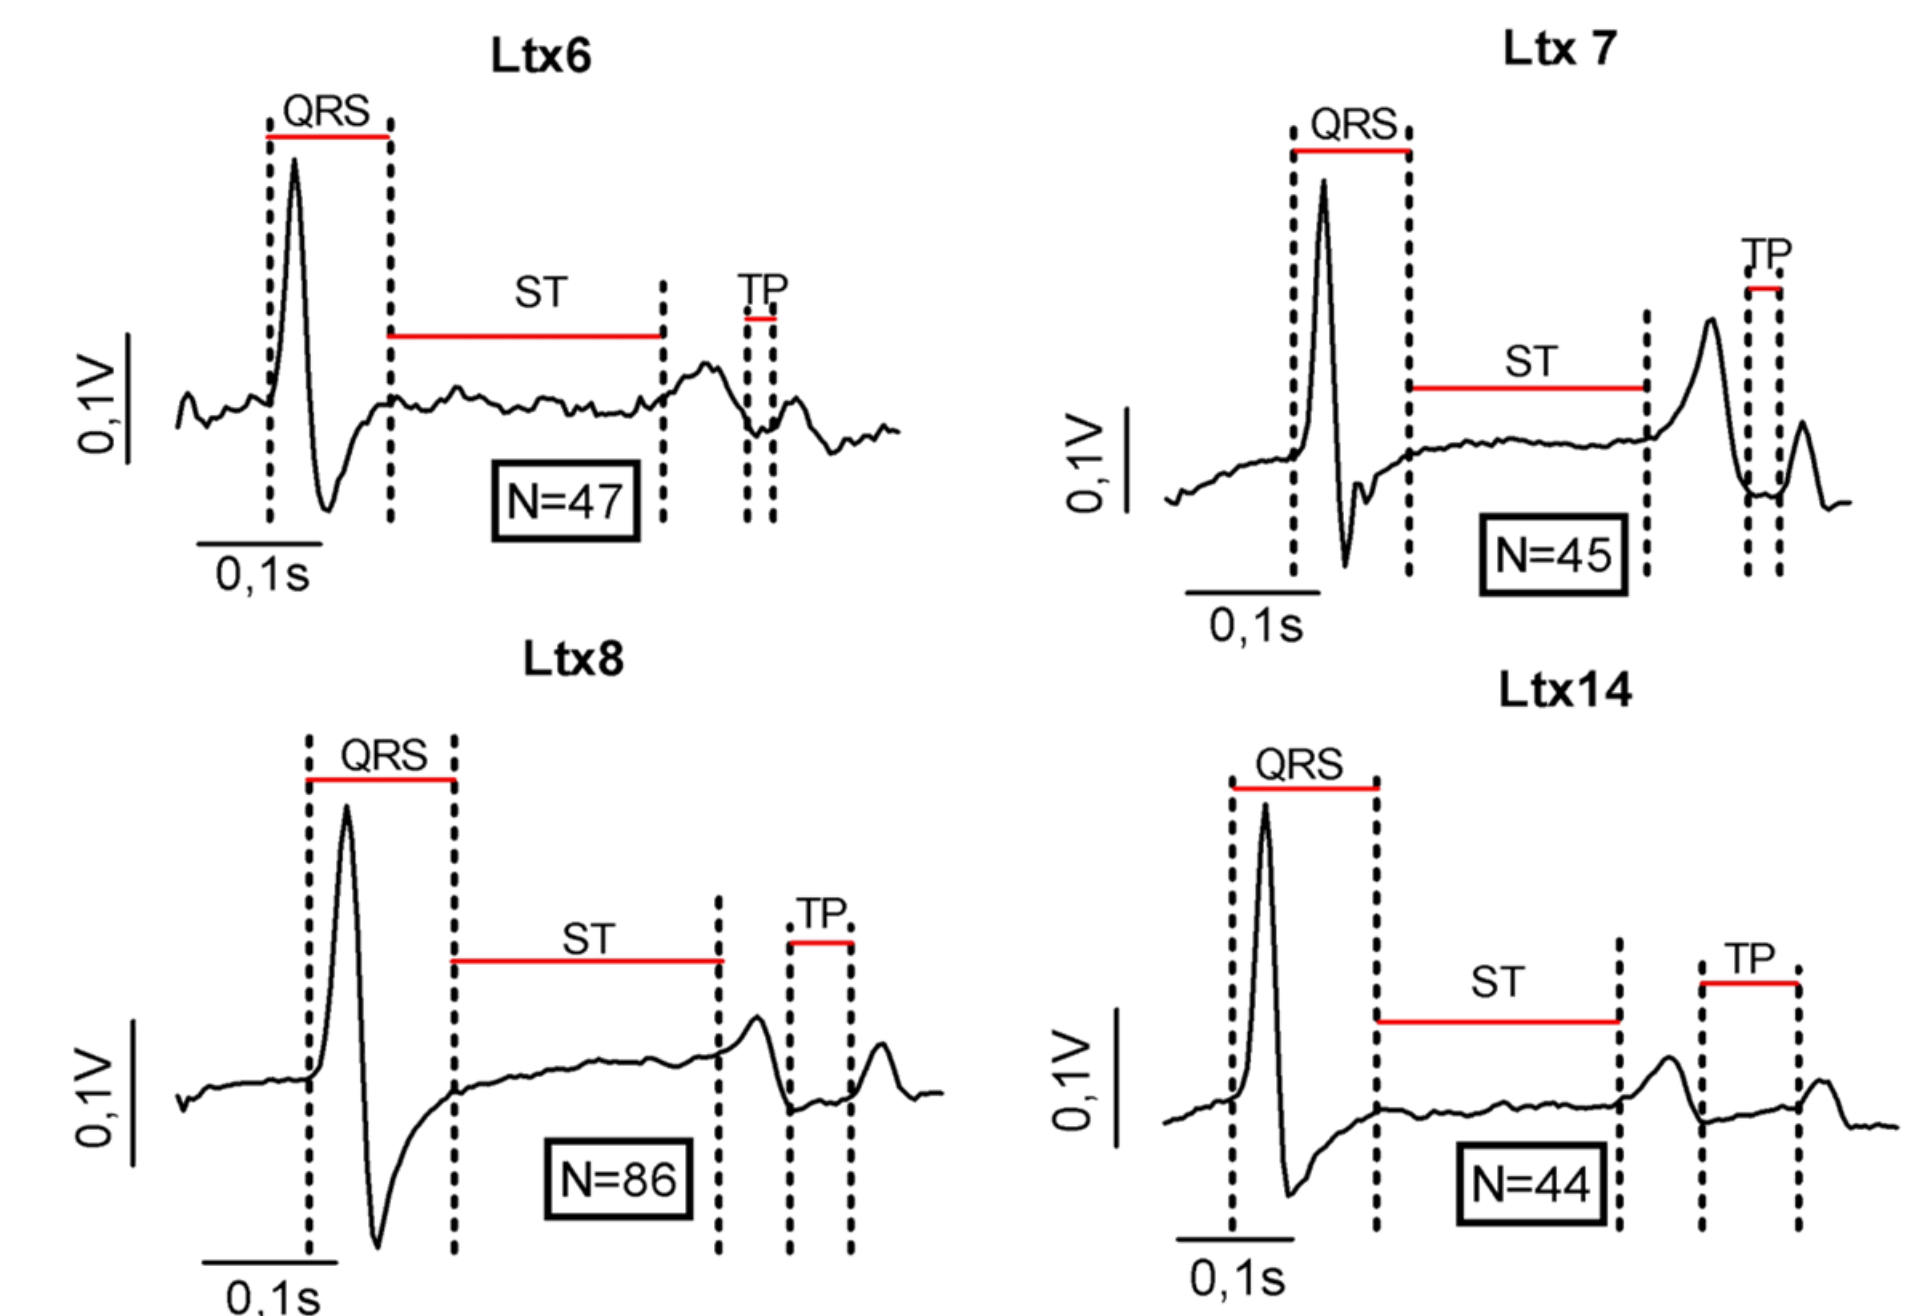 Ltx6
QRS
ST
TP
0,1V
N=47
0,1s
Ltx 7
QRS
TP
ST
0,1V
N=45
0,1s
Ltx8
QRS
TP
ST
0,1V
N=86
0,1s
Ltx14
QRS
TP
ST
0,1V
N=44
0,1s